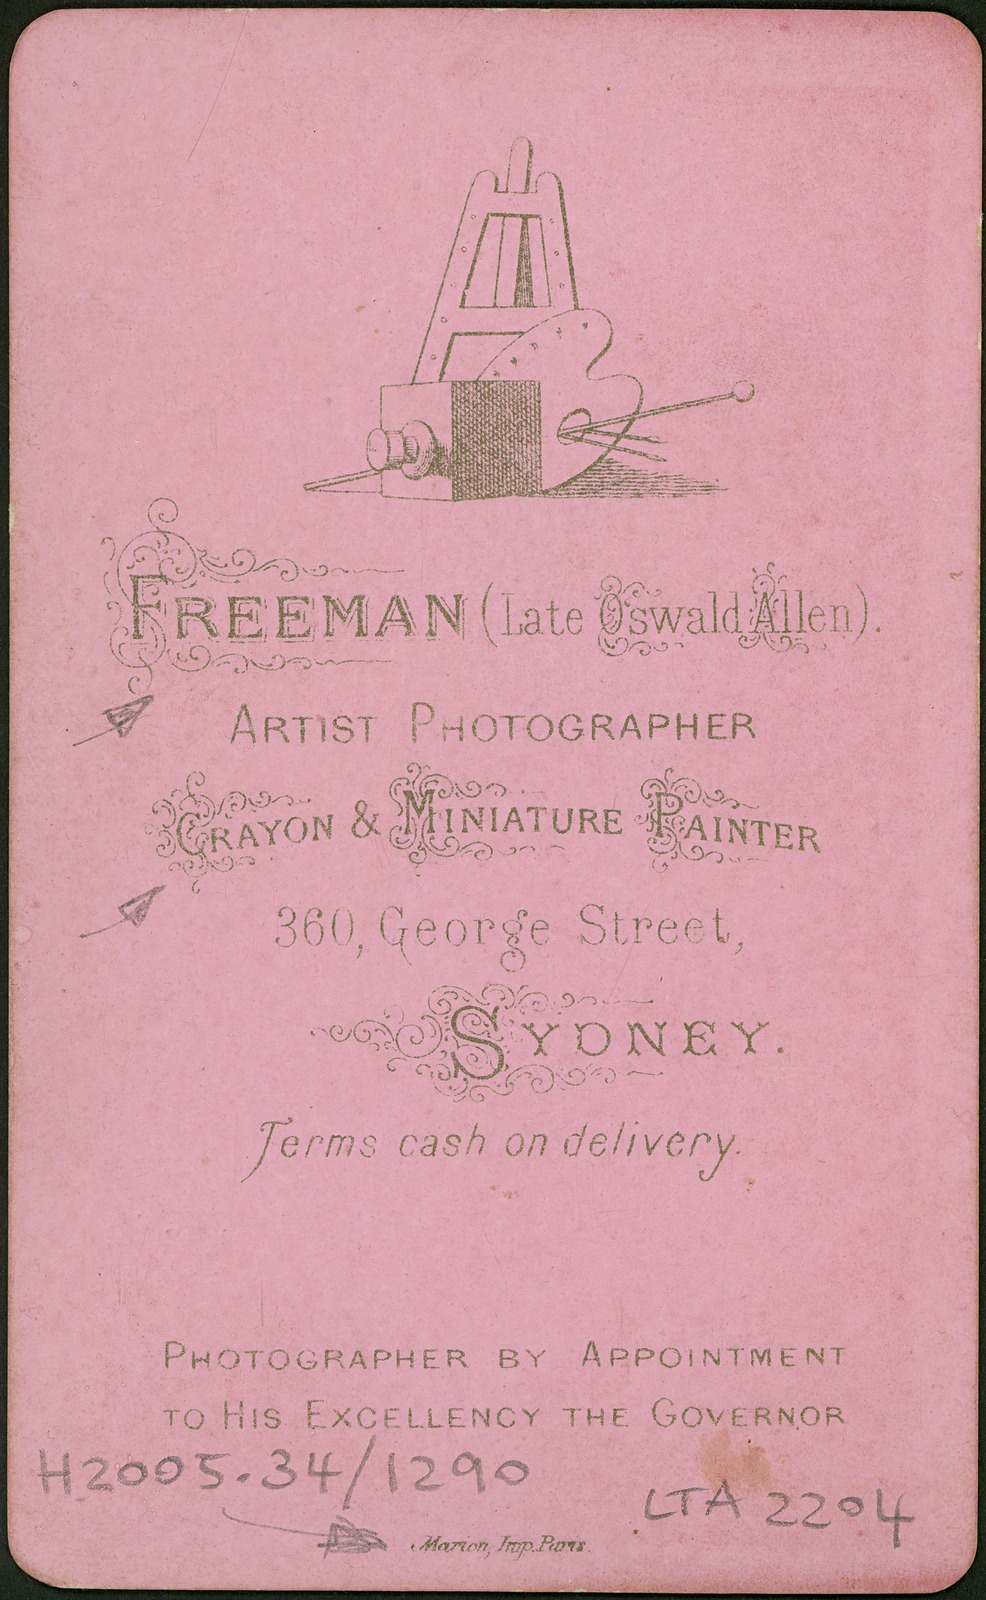 FREEMAN (Late Oswald Allen).
ARTIST PHOTOGRAPHER
CRAYON & MINIATURE PAINTER
360, George Street,
SYDNEY.
Terms cash on delivery.
PHOTOGRAPHER BY APPOINTMENT
TO HIS EXCELLENCY THE GOVERNOR
H2005.34/1290
LTA 2204
Marion, Imp. Paris.